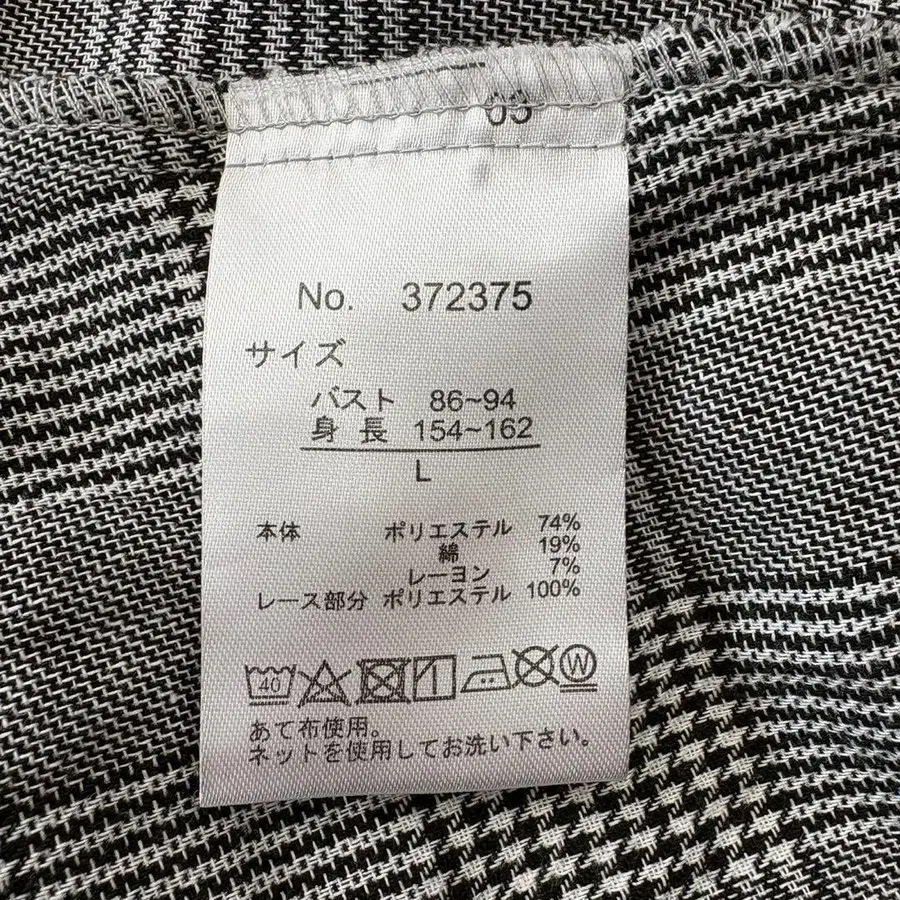 No. 372375
サイズ
バスト 86~94
身 長 154~162
L
本体 ポリエステル 74%
綿 19%
レーヨン 7%
レース部分 ポリエステル 100%
40 W
あて布使用。
ネットを使用してお洗い下さい。